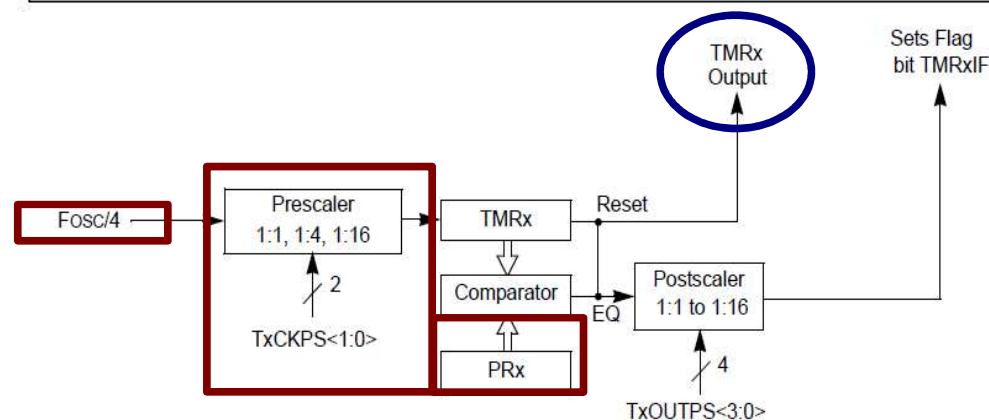 TMRx
Output
Sets Flag
bit TMRxIF
Fosc/4
Prescaler
1:1, 1:4, 1:16
2
TxCKPS<1:0>
TMRx
Reset
Comparator
EQ
PRx
Postscaler
1:1 to 1:16
4
TxOUTPS<3:0>